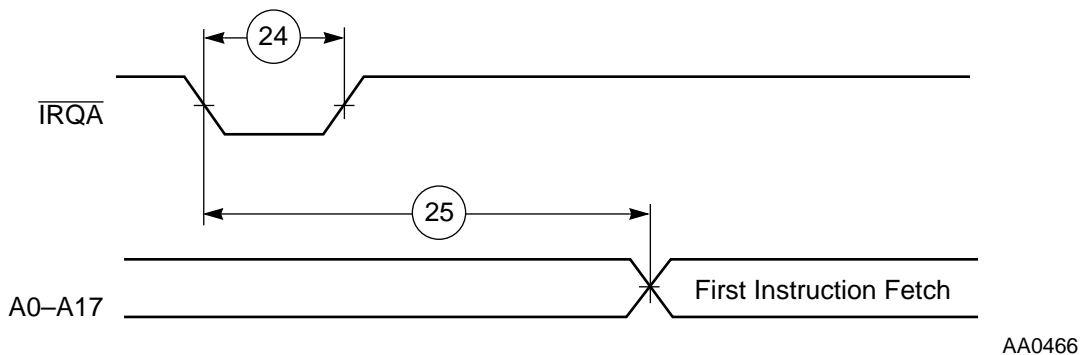 24
IRQA
25
A0–A17
First Instruction Fetch
AA0466